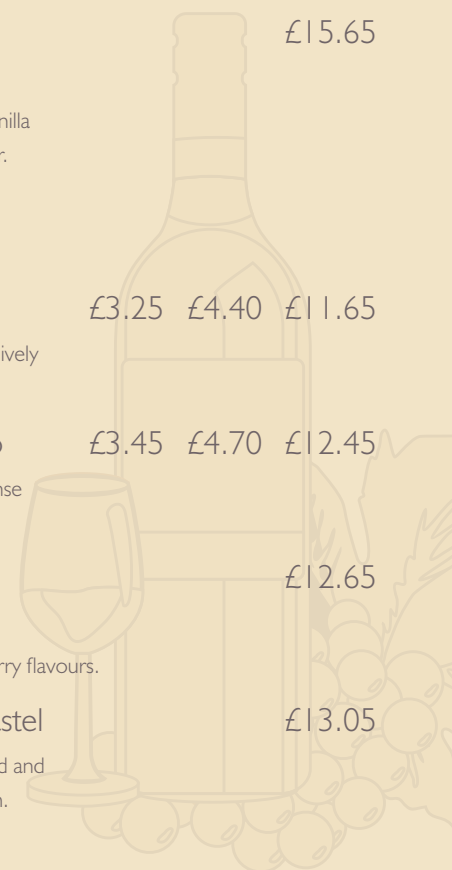 £15.65
nilla
r.
£3.25 £4.40 £11.65
ively
o £3.45 £4.70 £12.45
nse
£12.65
rry flavours.
stel £13.05
d and
n.